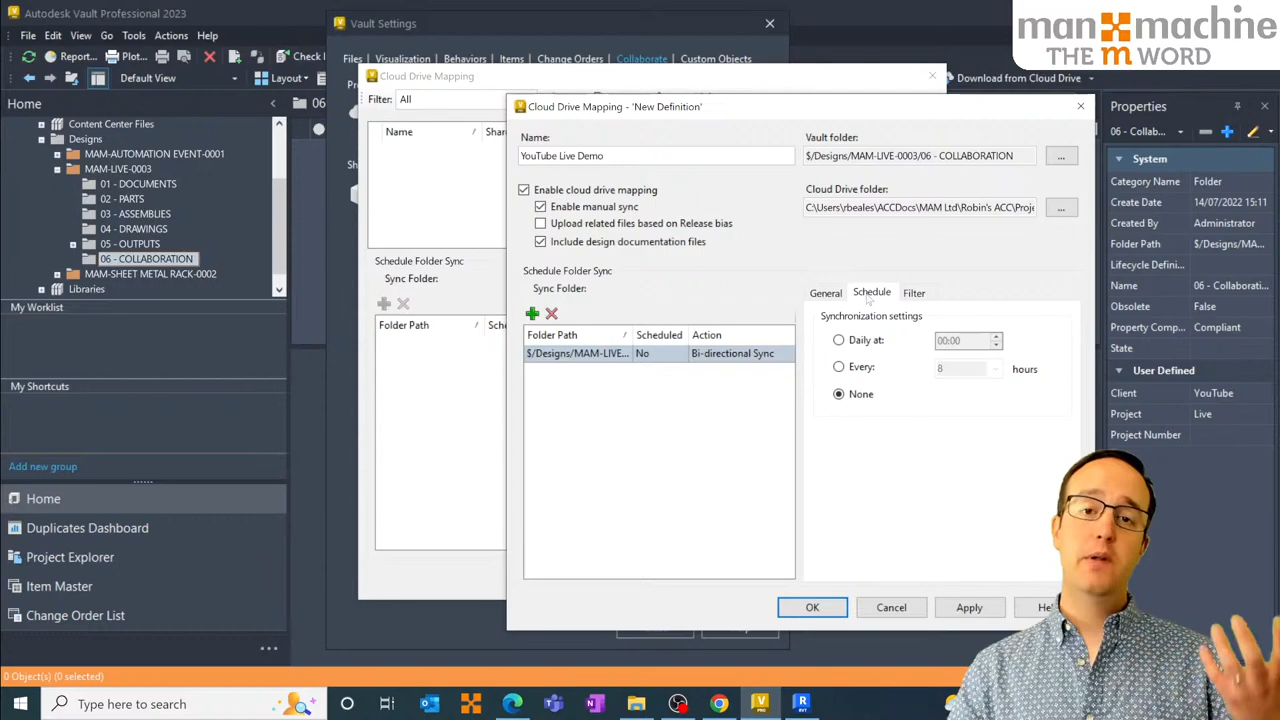 Autodesk Vault Professional 2023
File Edit View Go Tools Actions Help
Report... Plot... Check I
Default View Layout
Home
Content Center Files
Designs
MAM-AUTOMATION EVENT-0001
MAM-LIVE-0003
01 - DOCUMENTS
02 - PARTS
03 - ASSEMBLIES
04 - DRAWINGS
05 - OUTPUTS
06 - COLLABORATION
MAM-SHEET METAL RACK-0002
Libraries
My Worklist
My Shortcuts
Add new group
Home
Duplicates Dashboard
Project Explorer
Item Master
Change Order List
0 Object(s) (0 selected)
Type here to search
06
Vault Settings
Files Visualization Behaviors Items Change Orders Collaborate Custom Objects
Cloud Drive Mapping
Filter: All
Name Share
Schedule Folder Sync
Sync Folder:
Folder Path Sch
Cloud Drive Mapping - 'New Definition'
Name:
YouTube Live Demo
Vault folder:
$/Designs/MAM-LIVE-0003/06 - COLLABORATION
...
Enable cloud drive mapping
Enable manual sync
Upload related files based on Release bias
Include design documentation files
Cloud Drive folder:
C:\Users\rbeales\ACCDocs\MAM Ltd\Robin's ACC\Proje
...
Schedule Folder Sync
Sync Folder:
Folder Path Scheduled Action
$/Designs/MAM-LIVE... No Bi-directional Sync
General Schedule Filter
Synchronization settings
Daily at: 00:00
Every: 8 hours
None
OK Cancel Apply Hel
man machine
THE m WORD
Download from Cloud Drive
Properties
06 - Collab...
System
Category Name Folder
Create Date 14/07/2022 15:11
Created By Administrator
Folder Path $/Designs/MA...
Lifecycle Defini...
Name 06 - Collaborati...
Obsolete False
Property Comp... Compliant
State
User Defined
Client YouTube
Project Live
Project Number